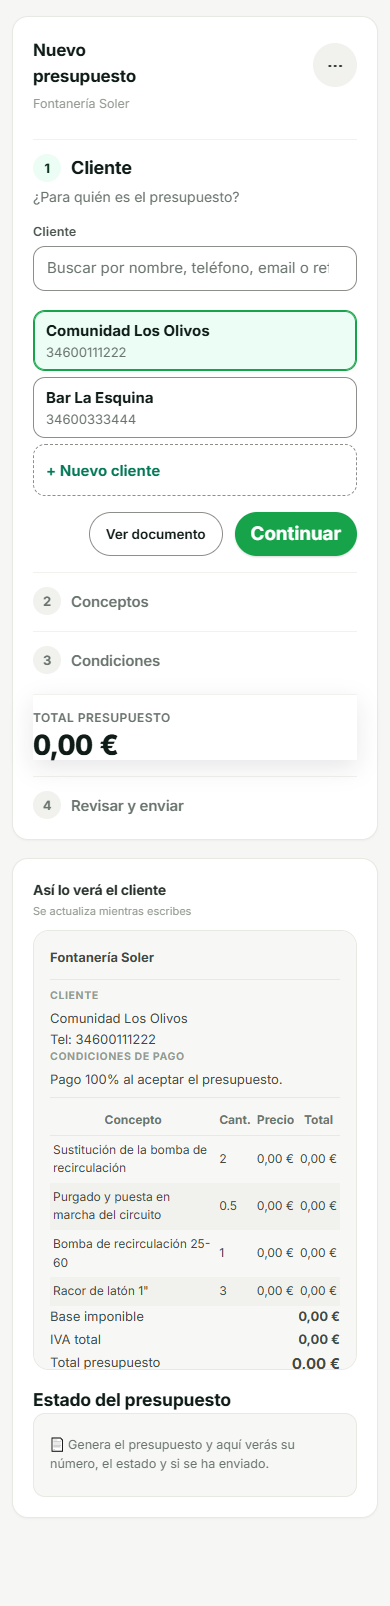 Nuevo
presupuesto
...
Fontanería Soler
1 Cliente
¿Para quién es el presupuesto?
Cliente
Buscar por nombre, teléfono, email o ref
Comunidad Los Olivos
34600111222
Bar La Esquina
34600333444
+ Nuevo cliente
Ver documento Continuar
2 Conceptos
3 Condiciones
TOTAL PRESUPUESTO
0,00 €
4 Revisar y enviar
Así lo verá el cliente
Se actualiza mientras escribes
Fontanería Soler
CLIENTE
Comunidad Los Olivos
Tel: 34600111222
CONDICIONES DE PAGO
Pago 100% al aceptar el presupuesto.
Concepto Cant. Precio Total
Sustitución de la bomba de
recirculación 2 0,00 € 0,00 €
Purgado y puesta en
marcha del circuito 0.5 0,00 € 0,00 €
Bomba de recirculación 25-
60 1 0,00 € 0,00 €
Racor de latón 1" 3 0,00 € 0,00 €
Base imponible 0,00 €
IVA total 0,00 €
Total presupuesto 0,00 €
Estado del presupuesto
Genera el presupuesto y aquí verás su
número, el estado y si se ha enviado.